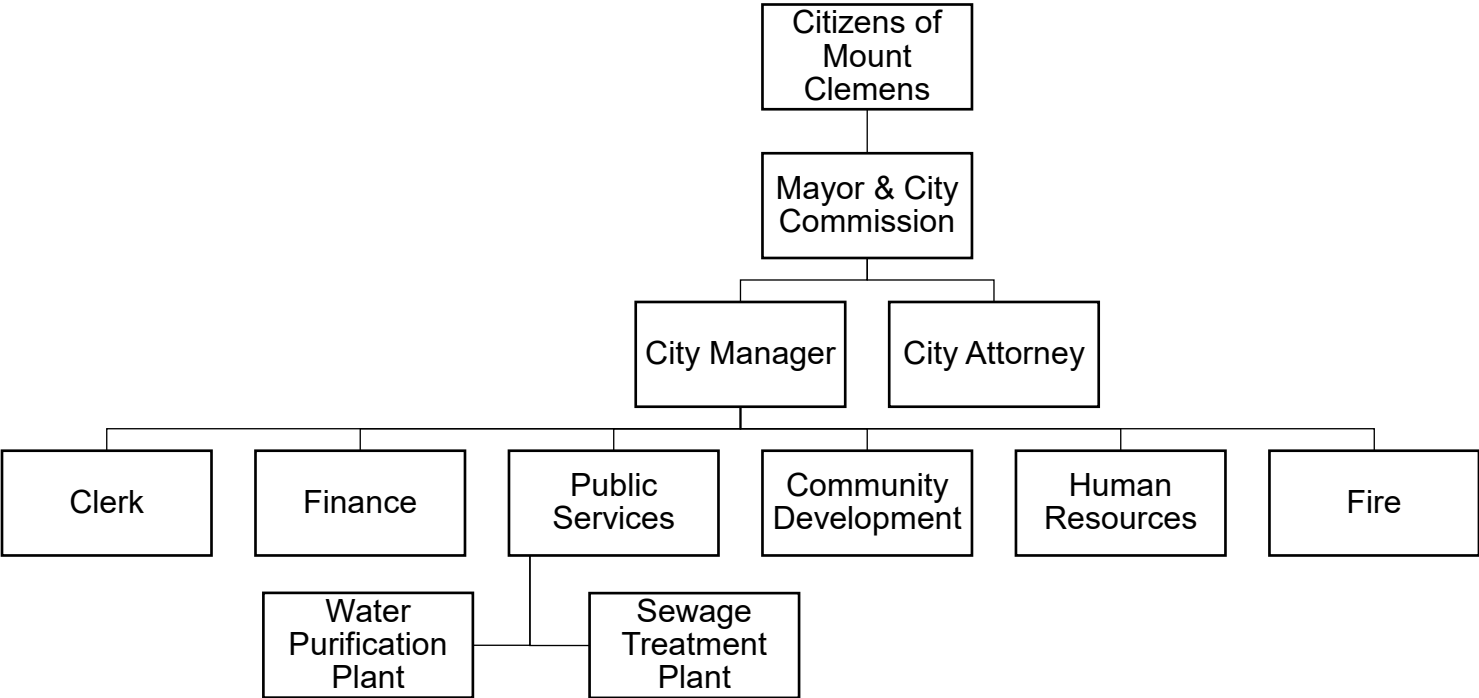 Citizens of
Mount
Clemens
Mayor & City
Commission
City Manager
City Attorney
Clerk
Finance
Public
Services
Community
Development
Human
Resources
Fire
Water
Purification
Plant
Sewage
Treatment
Plant